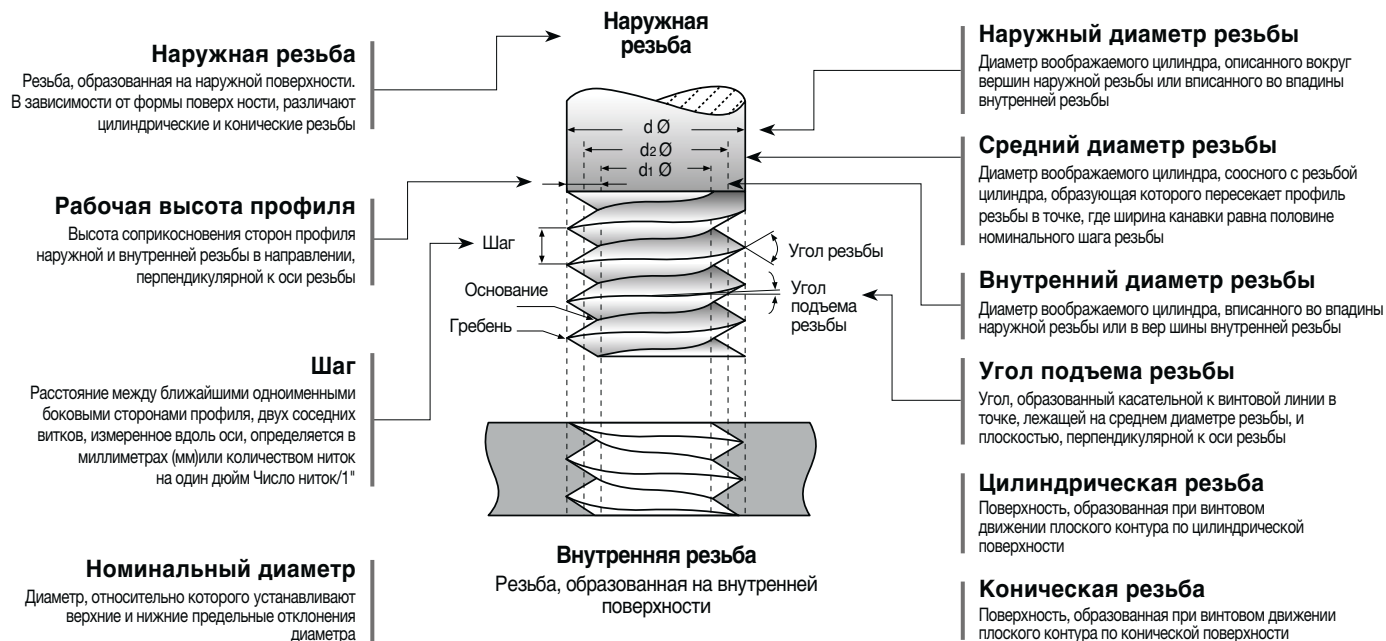 Наружная резьба
Резьба, образованная на наружной поверхности.
В зависимости от формы поверх ности, различают
цилиндрические и конические резьбы
Рабочая высота профиля
Высота соприкосновения сторон профиля
наружной и внутренней резьбы в направлении,
перпендикулярной к оси резьбы
Шаг
Расстояние между ближайшими одноименными
боковыми сторонами профиля, двух соседних
витков, измеренное вдоль оси, определяется в
миллиметрах (мм)или количеством ниток
на один дюйм Число ниток/1"
Номинальный диаметр
Диаметр, относительно которого устанавливают
верхние и нижние предельные отклонения
диаметра
Наружная
резьба
d Ø
d2 Ø
d1 Ø
Шаг
Угол резьбы
Основание
Угол
подъема
резьбы
Гребень
Внутренняя резьба
Резьба, образованная на внутренней
поверхности
Наружный диаметр резьбы
Диаметр воображаемого цилиндра, описанного вокруг
вершин наружной резьбы или вписанного во впадины
внутренней резьбы
Средний диаметр резьбы
Диаметр воображаемого цилиндра, соосного с резьбой
цилиндра, образующая которого пересекает профиль
резьбы в точке, где ширина канавки равна половине
номинального шага резьбы
Внутренний диаметр резьбы
Диаметр воображаемого цилиндра, вписанного во впадины
наружной резьбы или в вер шины внутренней резьбы
Угол подъема резьбы
Угол, образованный касательной к винтовой линии в
точке, лежащей на среднем диаметре резьбы, и
плоскостью, перпендикулярной к оси резьбы
Цилиндрическая резьба
Поверхность, образованная при винтовом
движении плоского контура по цилиндрической
поверхности
Коническая резьба
Поверхность, образованная при винтовом движении
плоского контура по конической поверхности